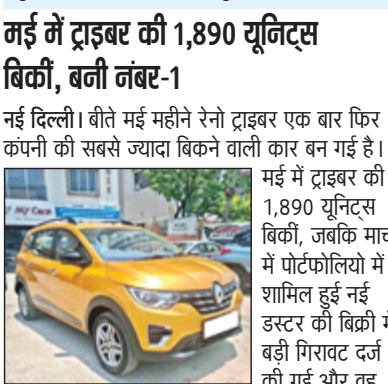 मई में ट्राइबर की 1,890 यूनिट्स
बिकीं, बनी नंबर-1
नई दिल्ली। बीते मई महीने रेनो ट्राइबर एक बार फिर
कंपनी की सबसे ज्यादा बिकने वाली कार बन गई है।
मई में ट्राइबर की
1,890 यूनिट्स
बिकीं, जबकि मार्च
में पोर्टफोलियो में
शामिल हुई नई
डस्टर की बिक्री में
बड़ी गिरावट दर्ज
की गई और वह